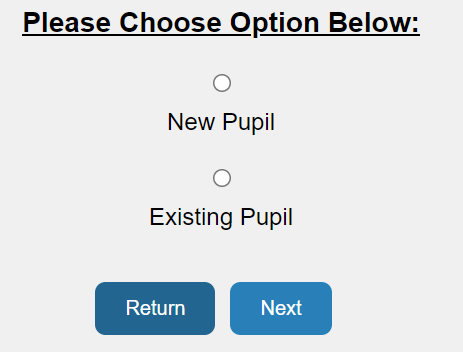 Please Choose Option Below:
New Pupil
Existing Pupil
Return Next